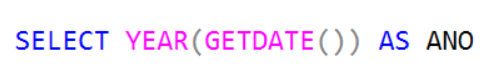 SELECT YEAR(GETDATE()) AS ANO